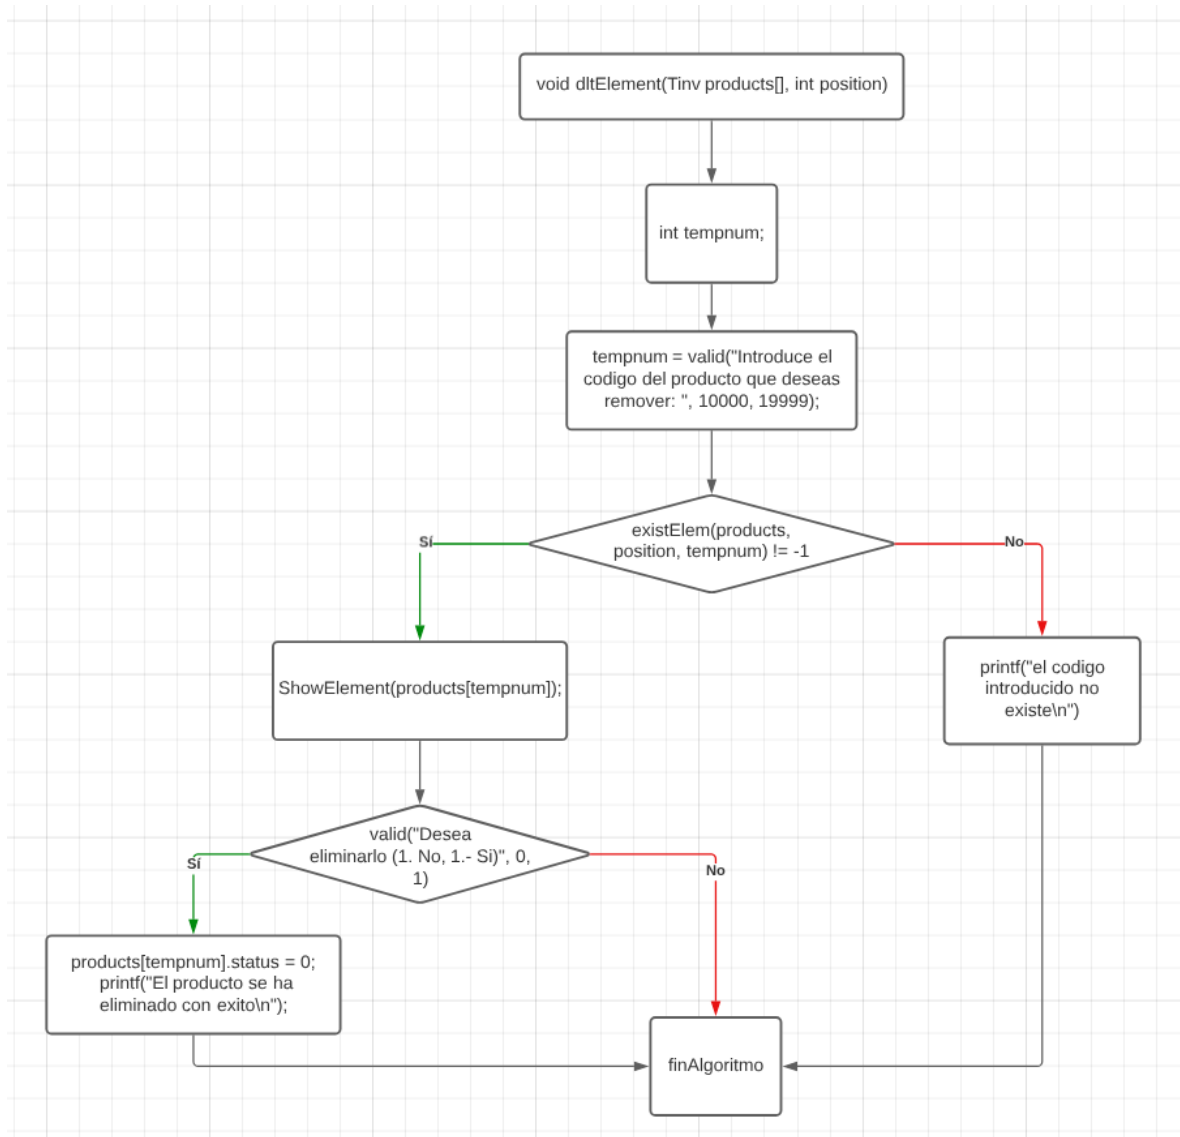 void dltElement(Tinv products[], int position)
int tempnum;
tempnum = valid("Introduce el
codigo del producto que deseas
remover: ", 10000, 19999);
existElem(products,
position, tempnum) != -1
Sí
No
ShowElement(products[tempnum]);
printf("el codigo
introducido no
existe\n")
valid("Desea
eliminarlo (1. No, 1.- Si)", 0,
1)
Sí
No
products[tempnum].status = 0;
printf("El producto se ha
eliminado con exito\n");
finAlgoritmo